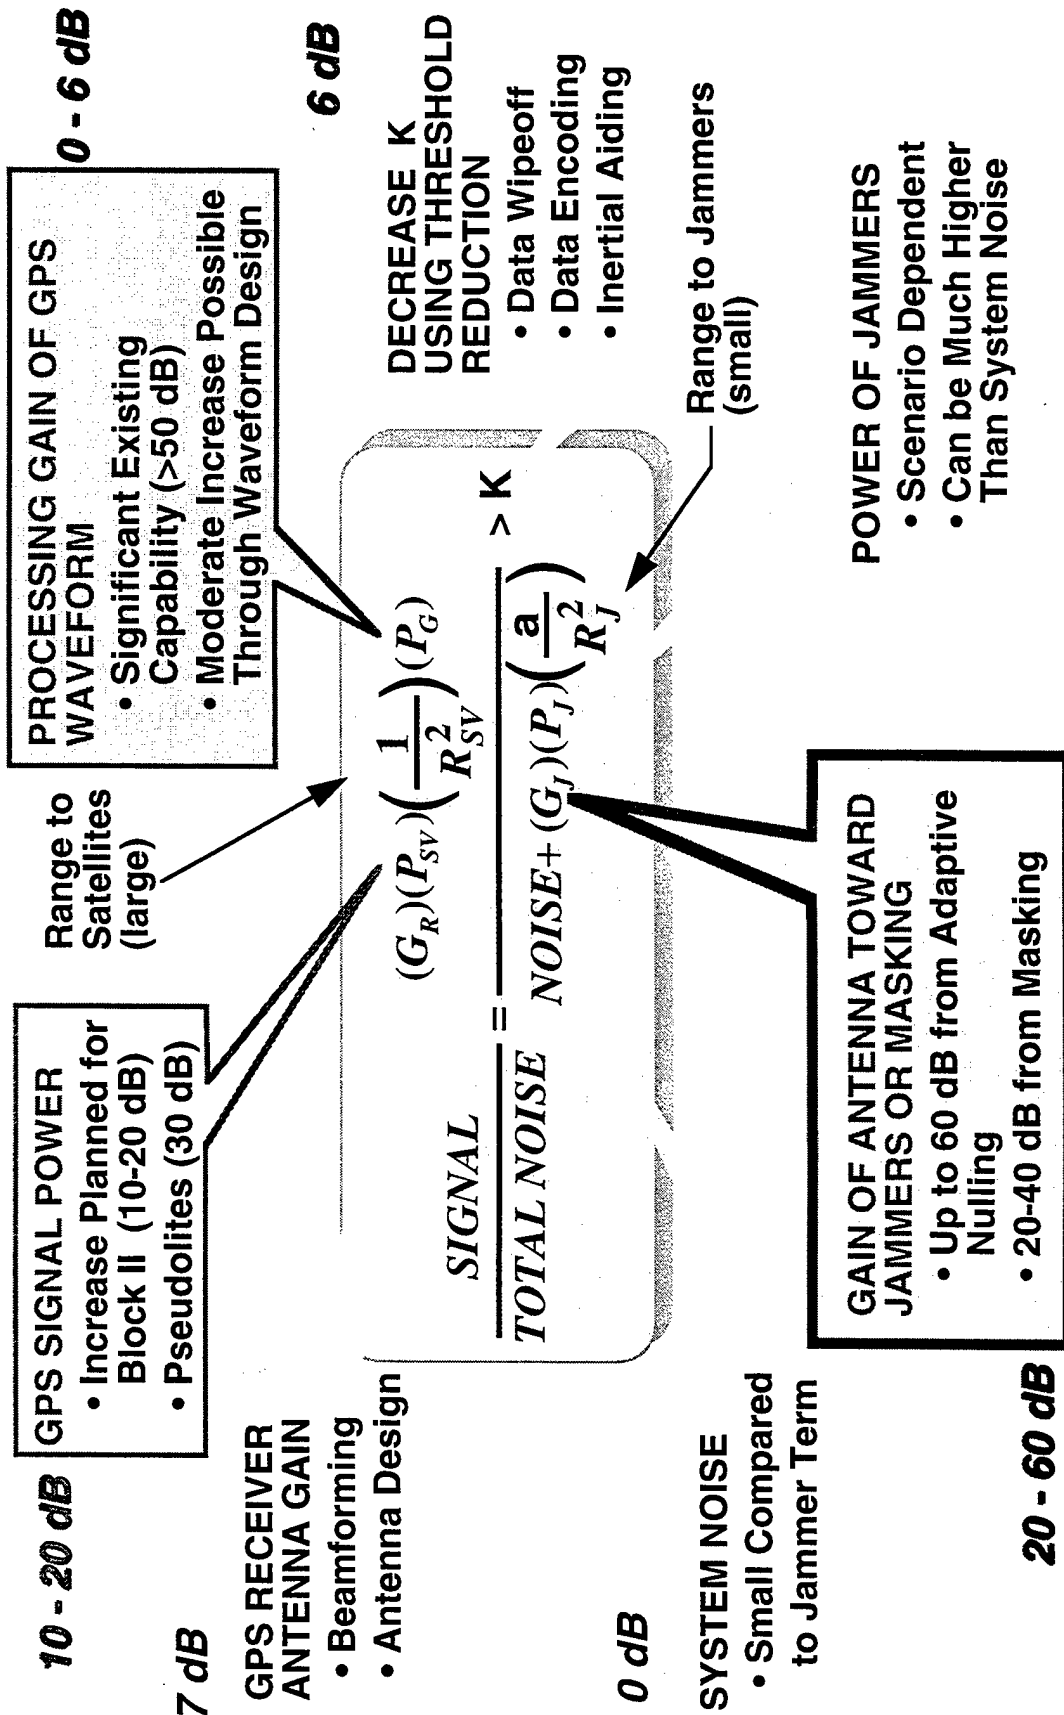 10 - 20 dB
GPS SIGNAL POWER
• Increase Planned for
Block II (10-20 dB)
• Pseudolites (30 dB)
Range to
Satellites
(large)
PROCESSING GAIN OF GPS
WAVEFORM
• Significant Existing
Capability (>50 dB)
• Moderate Increase Possible
Through Waveform Design
0 - 6 dB
7 dB
GPS RECEIVER
ANTENNA GAIN
• Beamforming
• Antenna Design
SIGNAL / TOTAL NOISE = (G_R)(P_SV)(1/R_SV^2)(P_G) / NOISE+(G_J)(P_J)(a/R_J^2) > K
6 dB
DECREASE K
USING THRESHOLD
REDUCTION
• Data Wipeoff
• Data Encoding
• Inertial Aiding
Range to Jammers
(small)
0 dB
SYSTEM NOISE
• Small Compared
to Jammer Term
20 - 60 dB
GAIN OF ANTENNA TOWARD
JAMMERS OR MASKING
• Up to 60 dB from Adaptive
Nulling
• 20-40 dB from Masking
POWER OF JAMMERS
• Scenario Dependent
• Can be Much Higher
Than System Noise